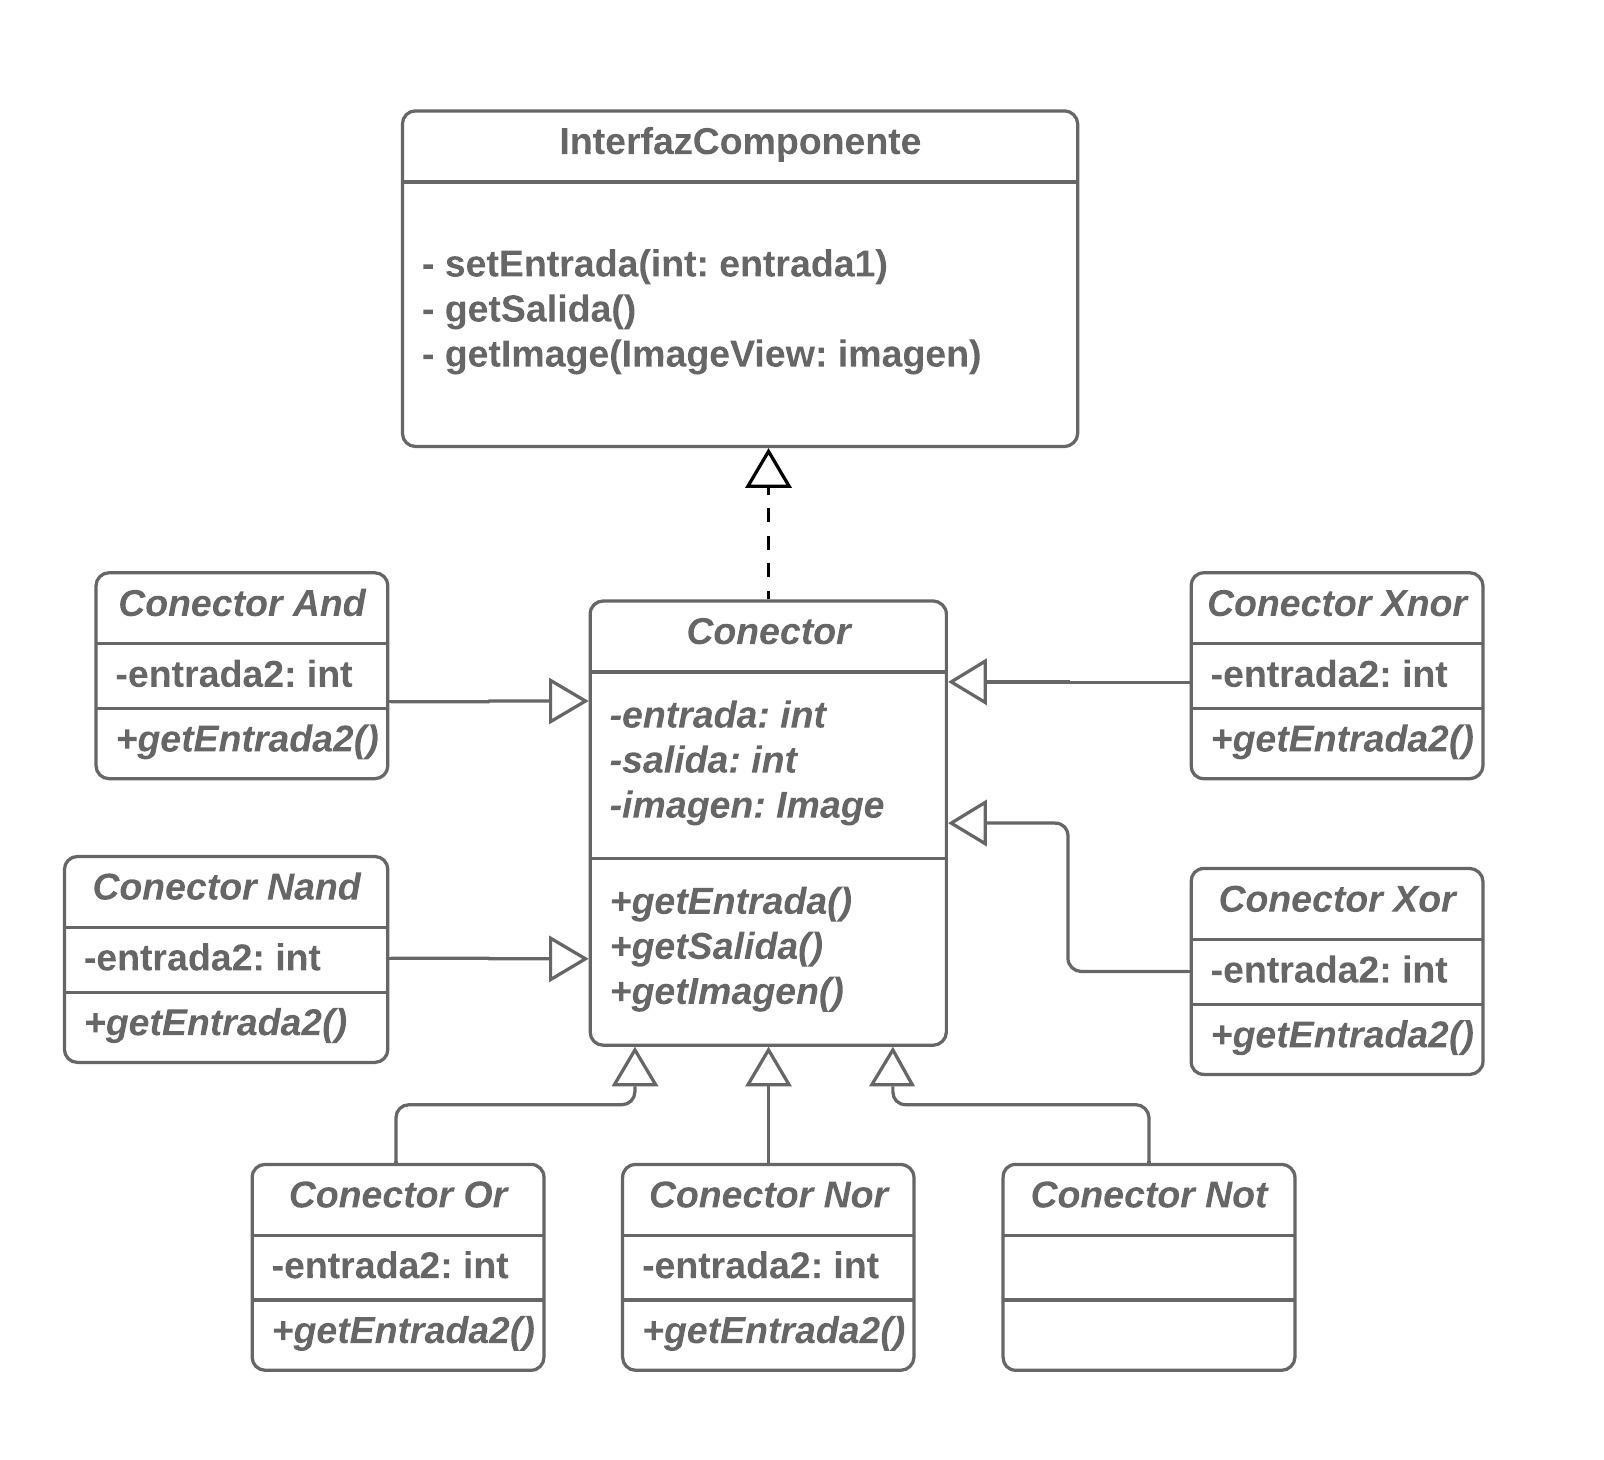 InterfazComponente
- setEntrada(int: entrada1)
- getSalida()
- getImage(ImageView: imagen)
Conector And
-entrada2: int
+getEntrada2()
Conector
-entrada: int
-salida: int
-imagen: Image
+getEntrada()
+getSalida()
+getImagen()
Conector Xnor
-entrada2: int
+getEntrada2()
Conector Nand
-entrada2: int
+getEntrada2()
Conector Xor
-entrada2: int
+getEntrada2()
Conector Or
-entrada2: int
+getEntrada2()
Conector Nor
-entrada2: int
+getEntrada2()
Conector Not